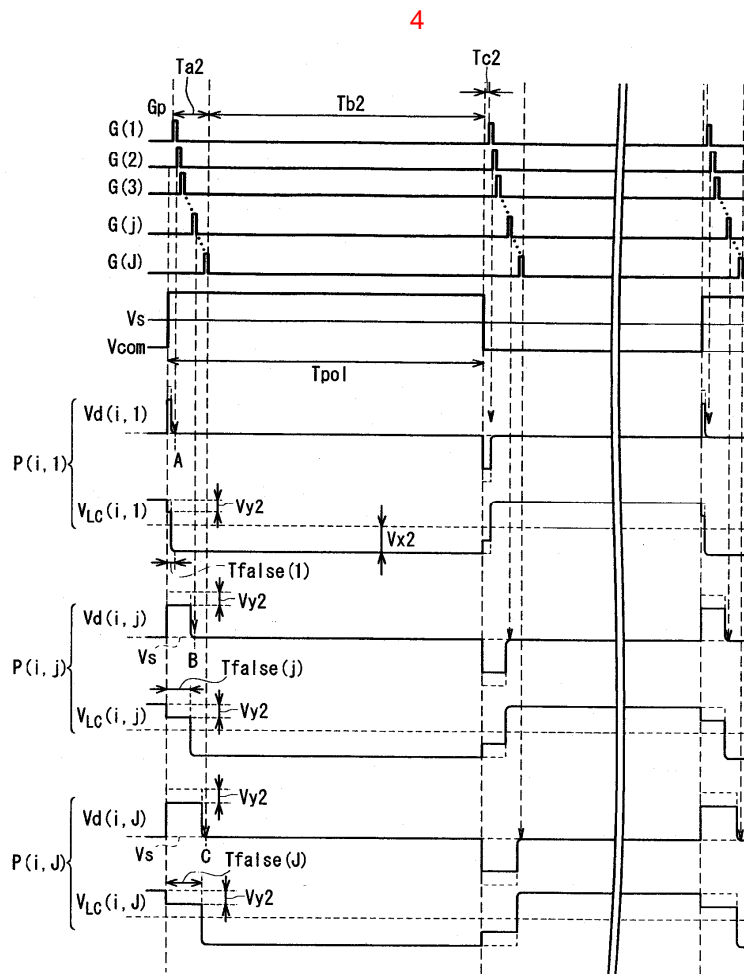 4
Tc2
Ta2
Gp
Tb2
G(1)
G(2)
G(3)
G(j)
G(J)
Vs
Vcom
Tpol
Vd(i,1)
A
P(i,1)
VLC(i,1)
Vy2
Vx2
Tfalse(1)
Vd(i,j)
Vy2
Vs
B
P(i,j)
Tfalse(j)
VLC(i,j)
Vy2
Vy2
Vd(i,J)
Vs
C
P(i,J)
Tfalse(J)
VLC(i,J)
Vy2